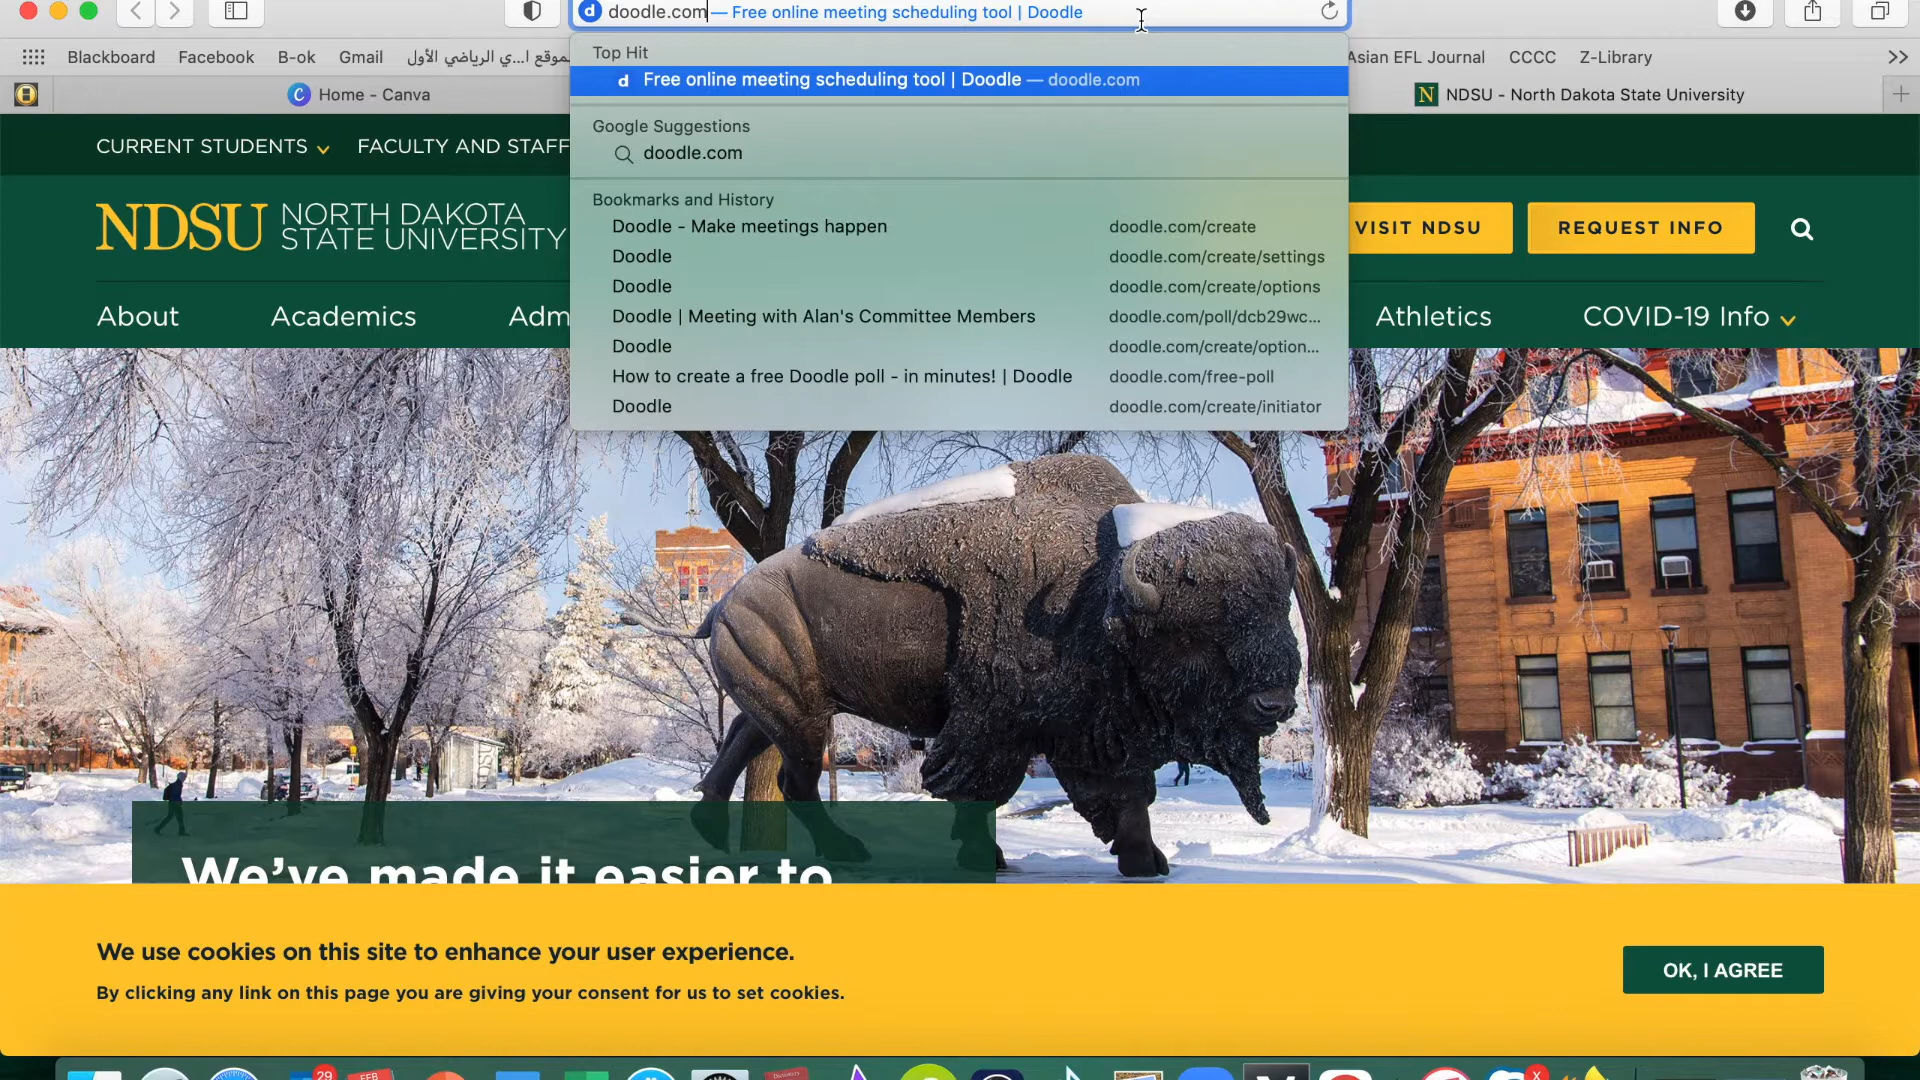 doodle.com — Free online meeting scheduling tool | Doodle
Blackboard
Facebook
B-ok
Gmail
Asian EFL Journal
CCCC
Z-Library
Top Hit
d Free online meeting scheduling tool | Doodle — doodle.com
Home - Canva
NDSU - North Dakota State University
Google Suggestions
doodle.com
Bookmarks and History
Doodle - Make meetings happen doodle.com/create
Doodle doodle.com/create/settings
Doodle doodle.com/create/options
Doodle | Meeting with Alan's Committee Members doodle.com/poll/dcb29wc...
Doodle doodle.com/create/option...
How to create a free Doodle poll - in minutes! | Doodle doodle.com/free-poll
Doodle doodle.com/create/initiator
CURRENT STUDENTS
FACULTY AND STAFF
NDSU NORTH DAKOTA
STATE UNIVERSITY
VISIT NDSU
REQUEST INFO
About
Academics
Adm
Athletics
COVID-19 Info
We've made it easier to
We use cookies on this site to enhance your user experience.
By clicking any link on this page you are giving your consent for us to set cookies.
OK, I AGREE
29
FEB